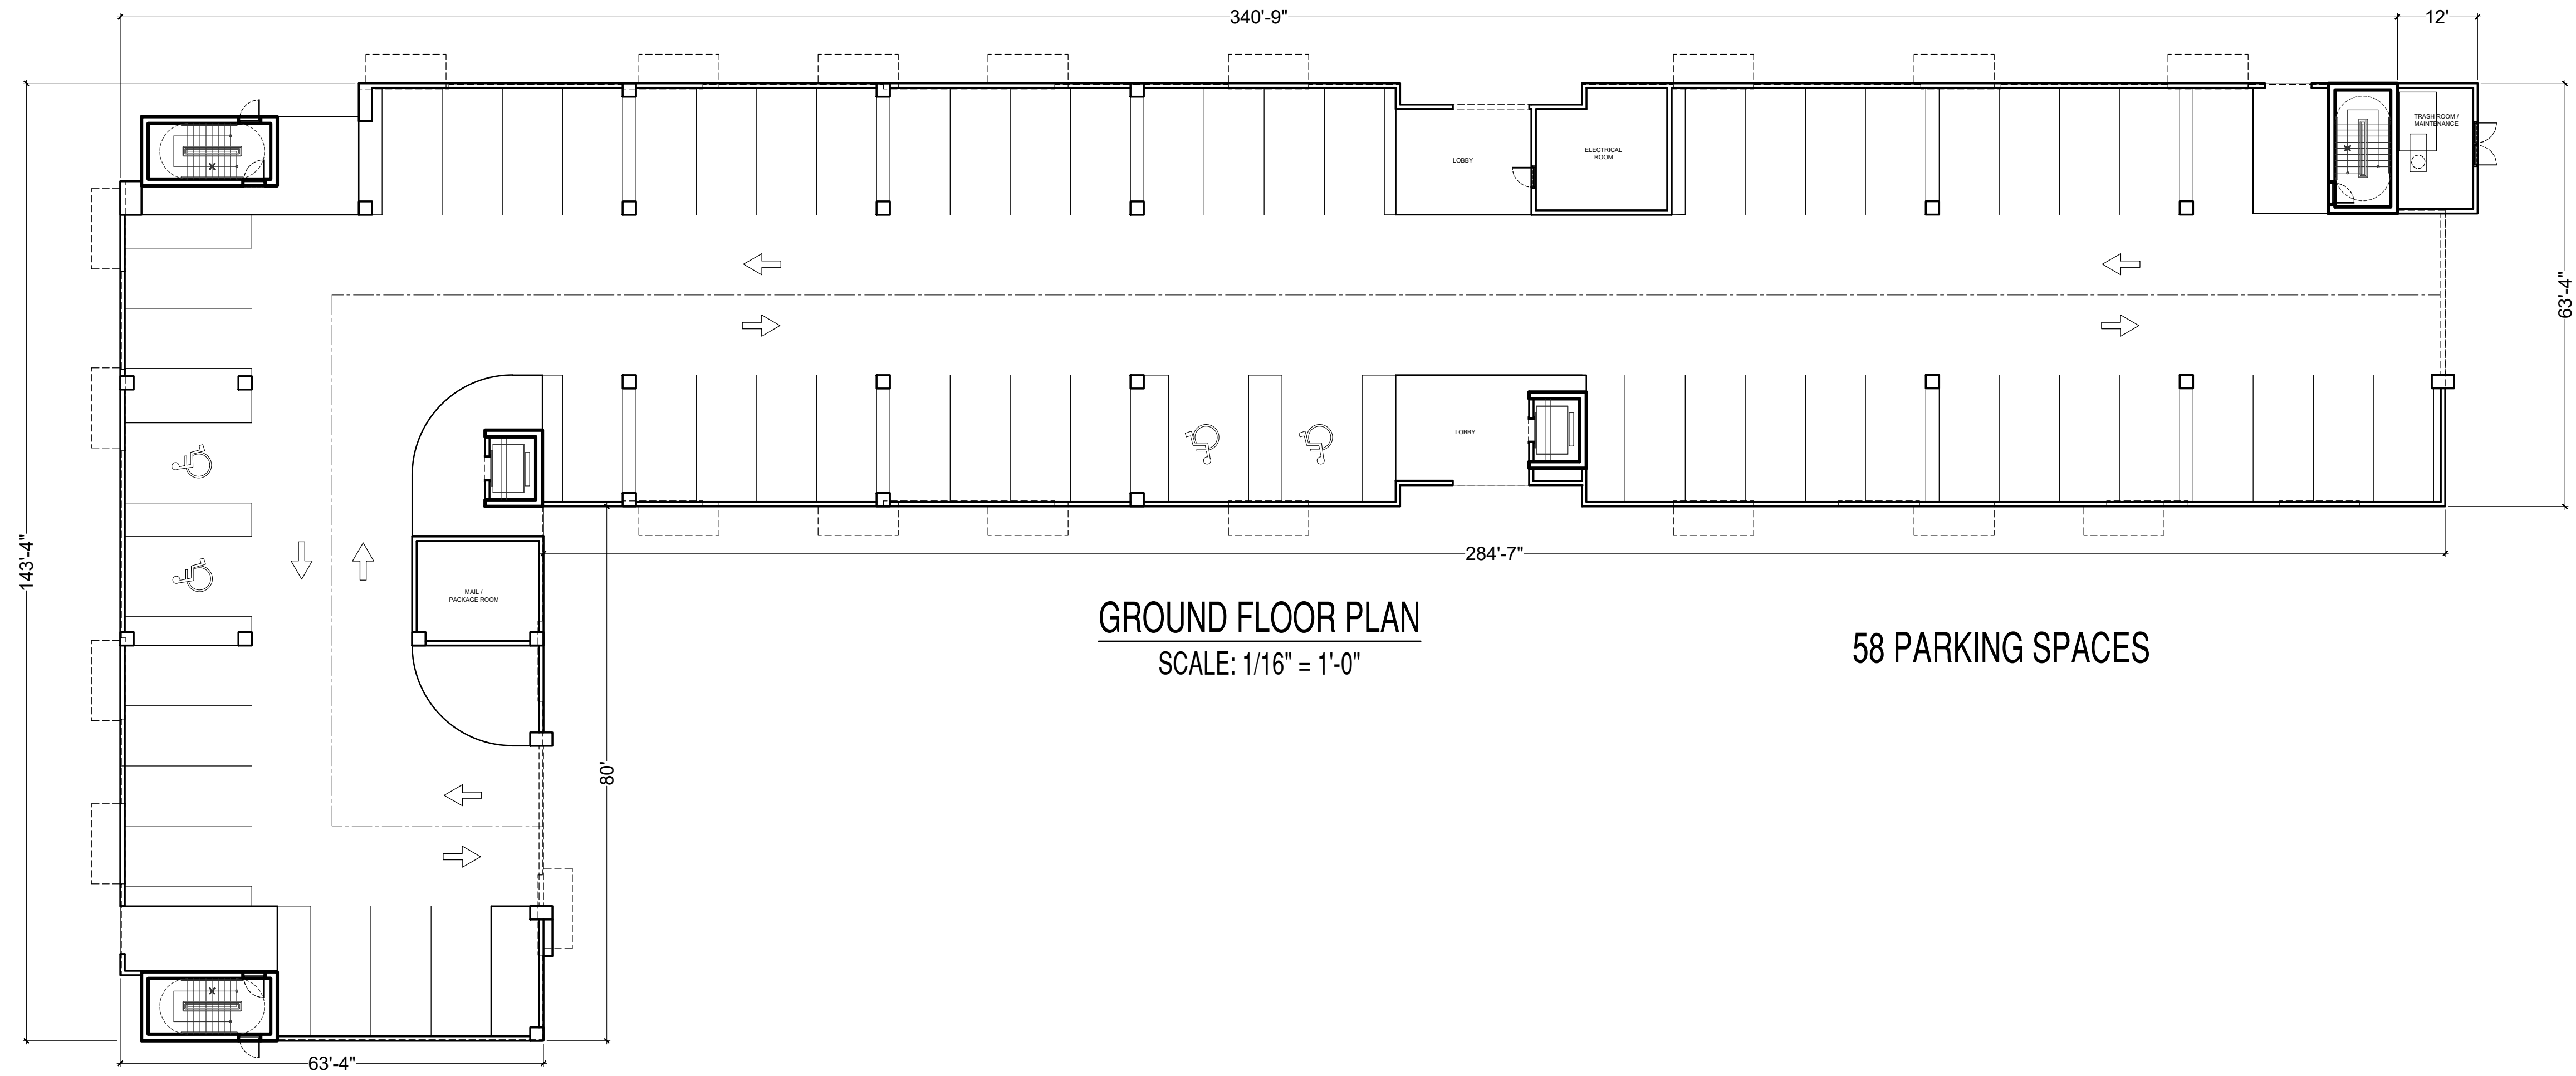 340'-9"
12'
TRASH ROOM /
MAINTENANCE
ELECTRICAL
ROOM
LOBBY
63'-4"
LOBBY
143'-4"
284'-7"
MAIL /
PACKAGE ROOM
GROUND FLOOR PLAN
SCALE: 1/16" = 1'-0"
58 PARKING SPACES
80'
63'-4"